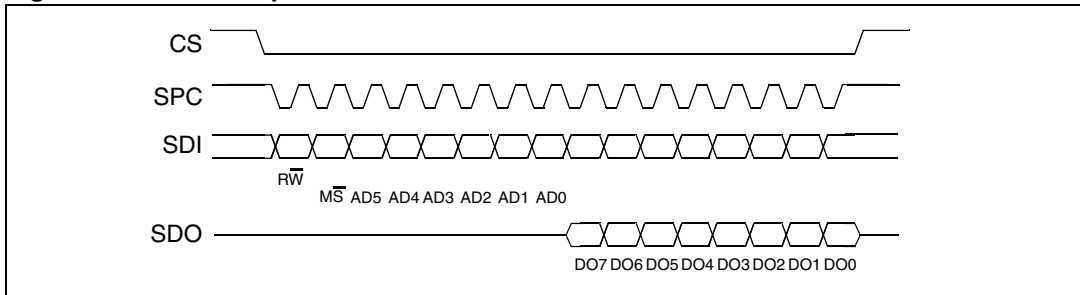 CS
SPC
SDI
RW̅
MS̅ AD5 AD4 AD3 AD2 AD1 AD0
SDO
DO7 DO6 DO5 DO4 DO3 DO2 DO1 DO0